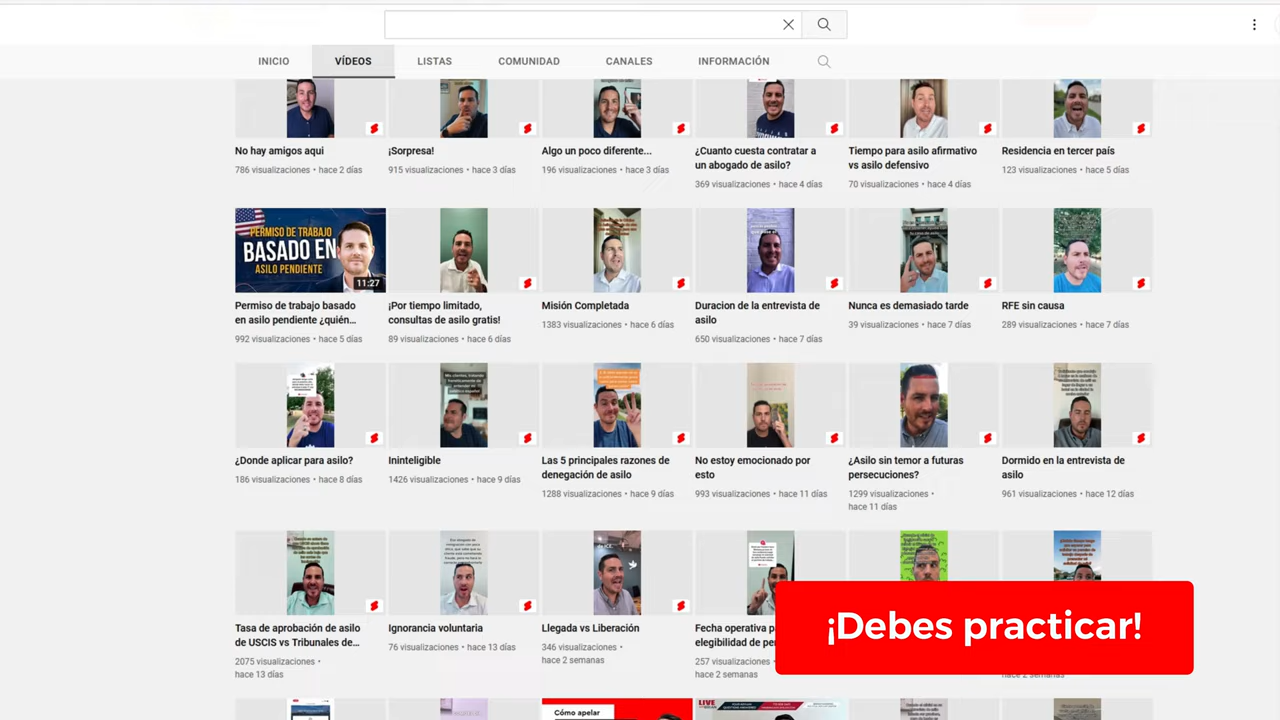 INICIO
VÍDEOS
LISTAS
COMUNIDAD
CANALES
INFORMACIÓN
No hay amigos aqui
786 visualizaciones • hace 2 días
¡Sorpresa!
915 visualizaciones • hace 3 días
Algo un poco diferente...
196 visualizaciones • hace 3 días
¿Cuanto cuesta contratar a
un abogado de asilo?
369 visualizaciones • hace 4 días
Tiempo para asilo afirmativo
vs asilo defensivo
70 visualizaciones • hace 4 días
Residencia en tercer país
123 visualizaciones • hace 5 días
PERMISO DE TRABAJO
BASADO EN
ASILO PENDIENTE
11:27
Permiso de trabajo basado
en asilo pendiente ¿quién...
992 visualizaciones • hace 5 días
¡Por tiempo limitado,
consultas de asilo gratis!
89 visualizaciones • hace 6 días
Misión Completada
1383 visualizaciones • hace 6 días
Duracion de la entrevista de
asilo
650 visualizaciones • hace 7 días
Nunca es demasiado tarde
39 visualizaciones • hace 7 días
RFE sin causa
289 visualizaciones • hace 7 días
¿Donde aplicar para asilo?
186 visualizaciones • hace 8 días
Ininteligible
1426 visualizaciones • hace 9 días
Las 5 principales razones de
denegación de asilo
1288 visualizaciones • hace 9 días
No estoy emocionado por
esto
993 visualizaciones • hace 11 días
¿Asilo sin temor a futuras
persecuciones?
1299 visualizaciones •
hace 11 días
Dormido en la entrevista de
asilo
961 visualizaciones • hace 12 días
Tasa de aprobación de asilo
de USCIS vs Tribunales de...
2075 visualizaciones •
hace 13 días
Ignorancia voluntaria
76 visualizaciones • hace 13 días
Llegada vs Liberación
346 visualizaciones •
hace 2 semanas
Fecha operativa
elegibilidad de
257 visualizaciones
hace 2 semanas
¡Debes practicar!
Cómo apelar
LIVE